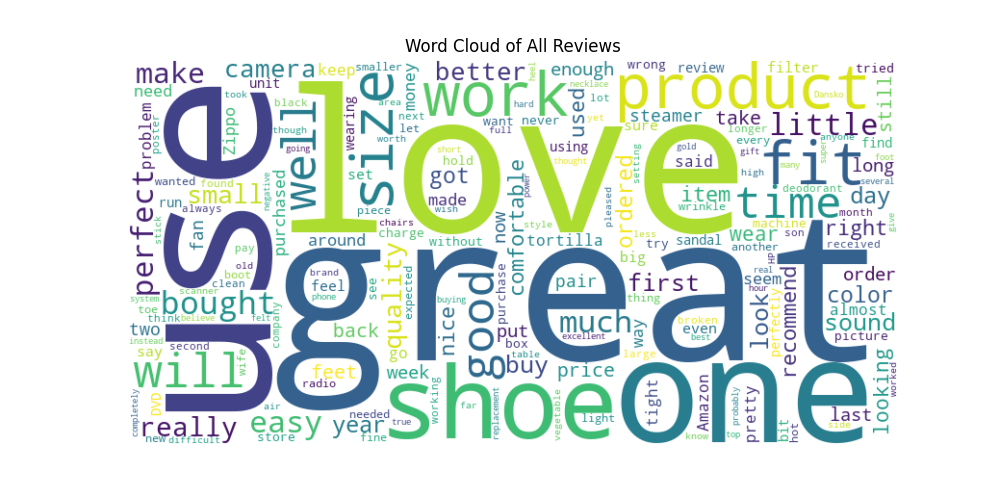 Word Cloud of All Reviews
make
camera
keep
smaller
money
better
enough
wrong
review
filter
tried
need
unit
took
black
area
next
let
worth
heel
necklace
hard
work
used
lot
yet
product
Dansko
still
problem
poster
Zippo
though
going
wearing
well
size
want
never
full
steamer
sure
take
longer
every
little
anyone
super
find
foot
use
love
short
got
hold
made
wish
using
thought
power
gold
said
setting
gift
high
many
fit
long
several
wanted
found
run
small
always
negative
purchased
set
piece
chairs
charge
comfortable
style
pleased
ordered
item
wrinkle
deodorant
time
day
month
give
perfect
stick
fan
pay
old
boot
clean
around
without
now
tortilla
less
try
sandal
big
wear
machine
another
son
right
received
system
scanner
toe
bought
think
believe
felt
company
great
brand
feel
phone
see
quality
expected
good
purchase
pair
first
thing
seem
HP
real
order
color
almost
instead
two
second
say
wife
back
go
nice
buying
put
box
table
excellent
much
broken
even
best
way
look
hour
perfectly
recommend
sound
picture
will
DVD
air
feet
radio
week
working
buy
price
large
looking
worked
completely
really
new
difficult
easy
store
year
needed
true
fine
shoe
far
replacement
vegetable
light
one
tight
know
Amazon
top
pretty
probably
bit
hot
last
side